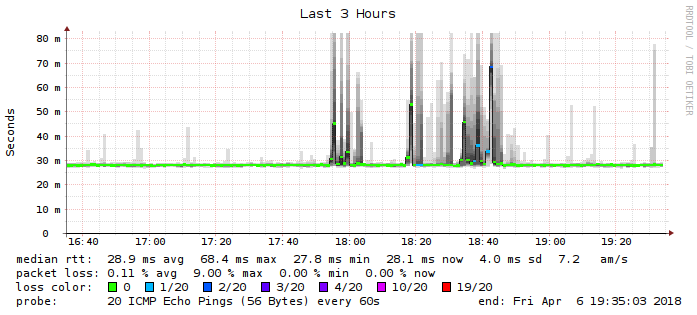 Last 3 Hours
RRDTOOL / TOBI OETIKER
Seconds
80 m
70 m
60 m
50 m
40 m
30 m
20 m
10 m
0
16:40 17:00 17:20 17:40 18:00 18:20 18:40 19:00 19:20
median rtt: 28.9 ms avg 68.4 ms max 27.8 ms min 28.1 ms now 4.0 ms sd 7.2 am/s
packet loss: 0.11 % avg 9.00 % max 0.00 % min 0.00 % now
loss color: 0 1/20 2/20 3/20 4/20 10/20 19/20
probe: 20 ICMP Echo Pings (56 Bytes) every 60s end: Fri Apr 6 19:35:03 2018